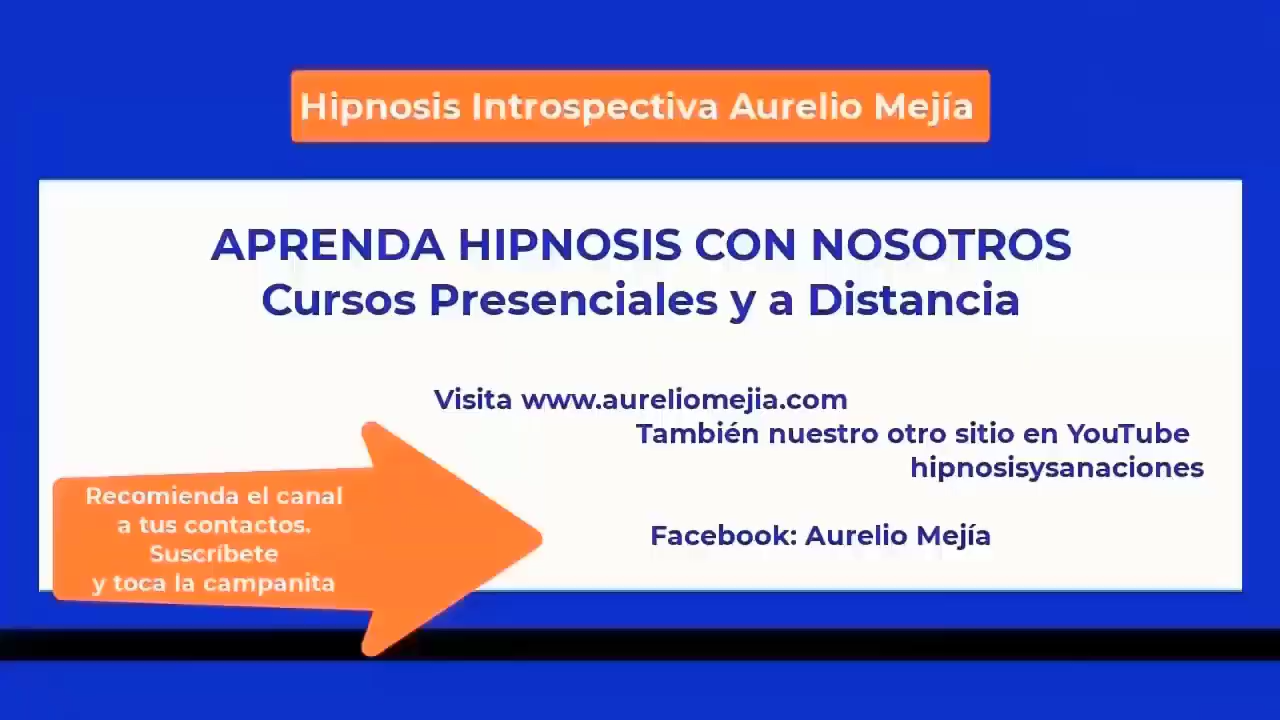 Hipnosis Introspectiva Aurelio Mejía
APRENDA HIPNOSIS CON NOSOTROS
Cursos Presenciales y a Distancia
Visita www.aureliomejia.com
También nuestro otro sitio en YouTube
hipnosisysanaciones
Facebook: Aurelio Mejía
Recomienda el canal
a tus contactos.
Suscríbete
y toca la campanita